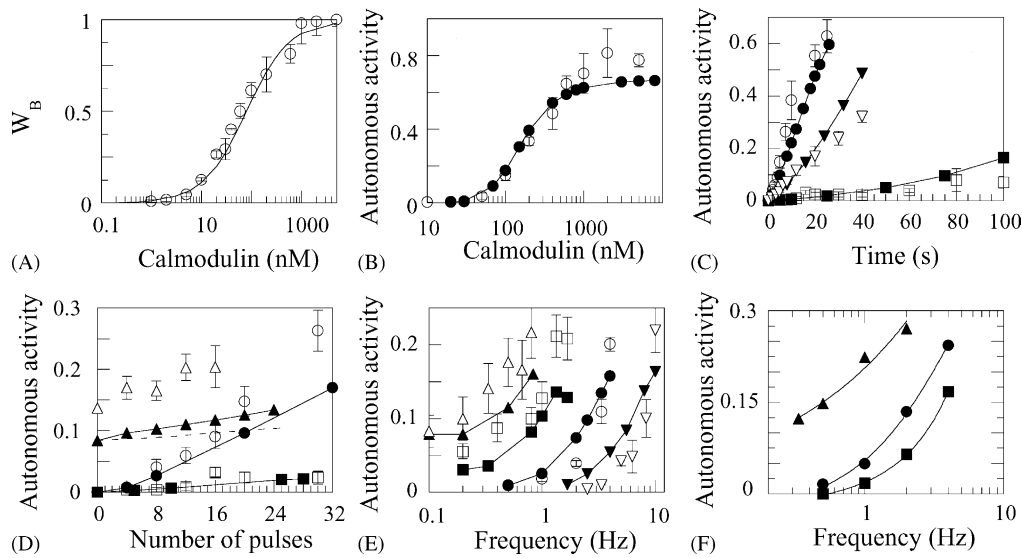 1
0.5
0
W_B
0.1 10 1000
Calmodulin (nM)
(A)
1.2
0.8
0.4
0.0
Autonomous activity
10 100 1000
Calmodulin (nM)
(B)
0.6
0.4
0.2
0
Autonomous activity
0 20 40 60 80 100
Time (s)
(C)
0.3
0.2
0.1
0
Autonomous activity
0 8 16 24 32
Number of pulses
(D)
0.2
0.1
0
Autonomous activity
0.1 1 10
Frequency (Hz)
(E)
0.3
0.15
0
Autonomous activity
1 10
Frequency (Hz)
(F)